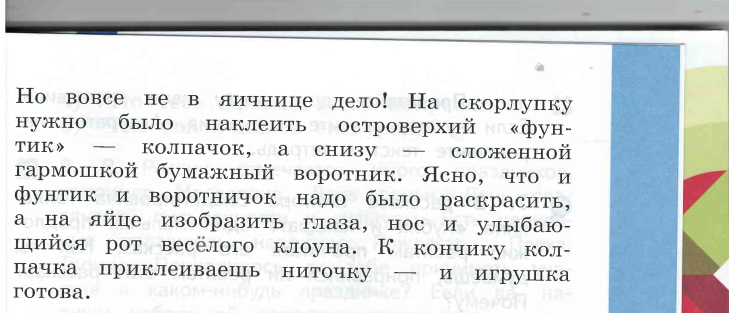 Но вовсе не в яичнице дело! На скорлупку
нужно было наклеить островерхий «фун-
тик» — колпачок, а снизу — сложенной
гармошкой бумажный воротник. Ясно, что и
фунтик и воротничок надо было раскрасить,
а на яйце изобразить глаза, нос и улыбаю-
щийся рот весёлого клоуна. К кончику кол-
пачка приклеиваешь ниточку — и игрушка
готова.